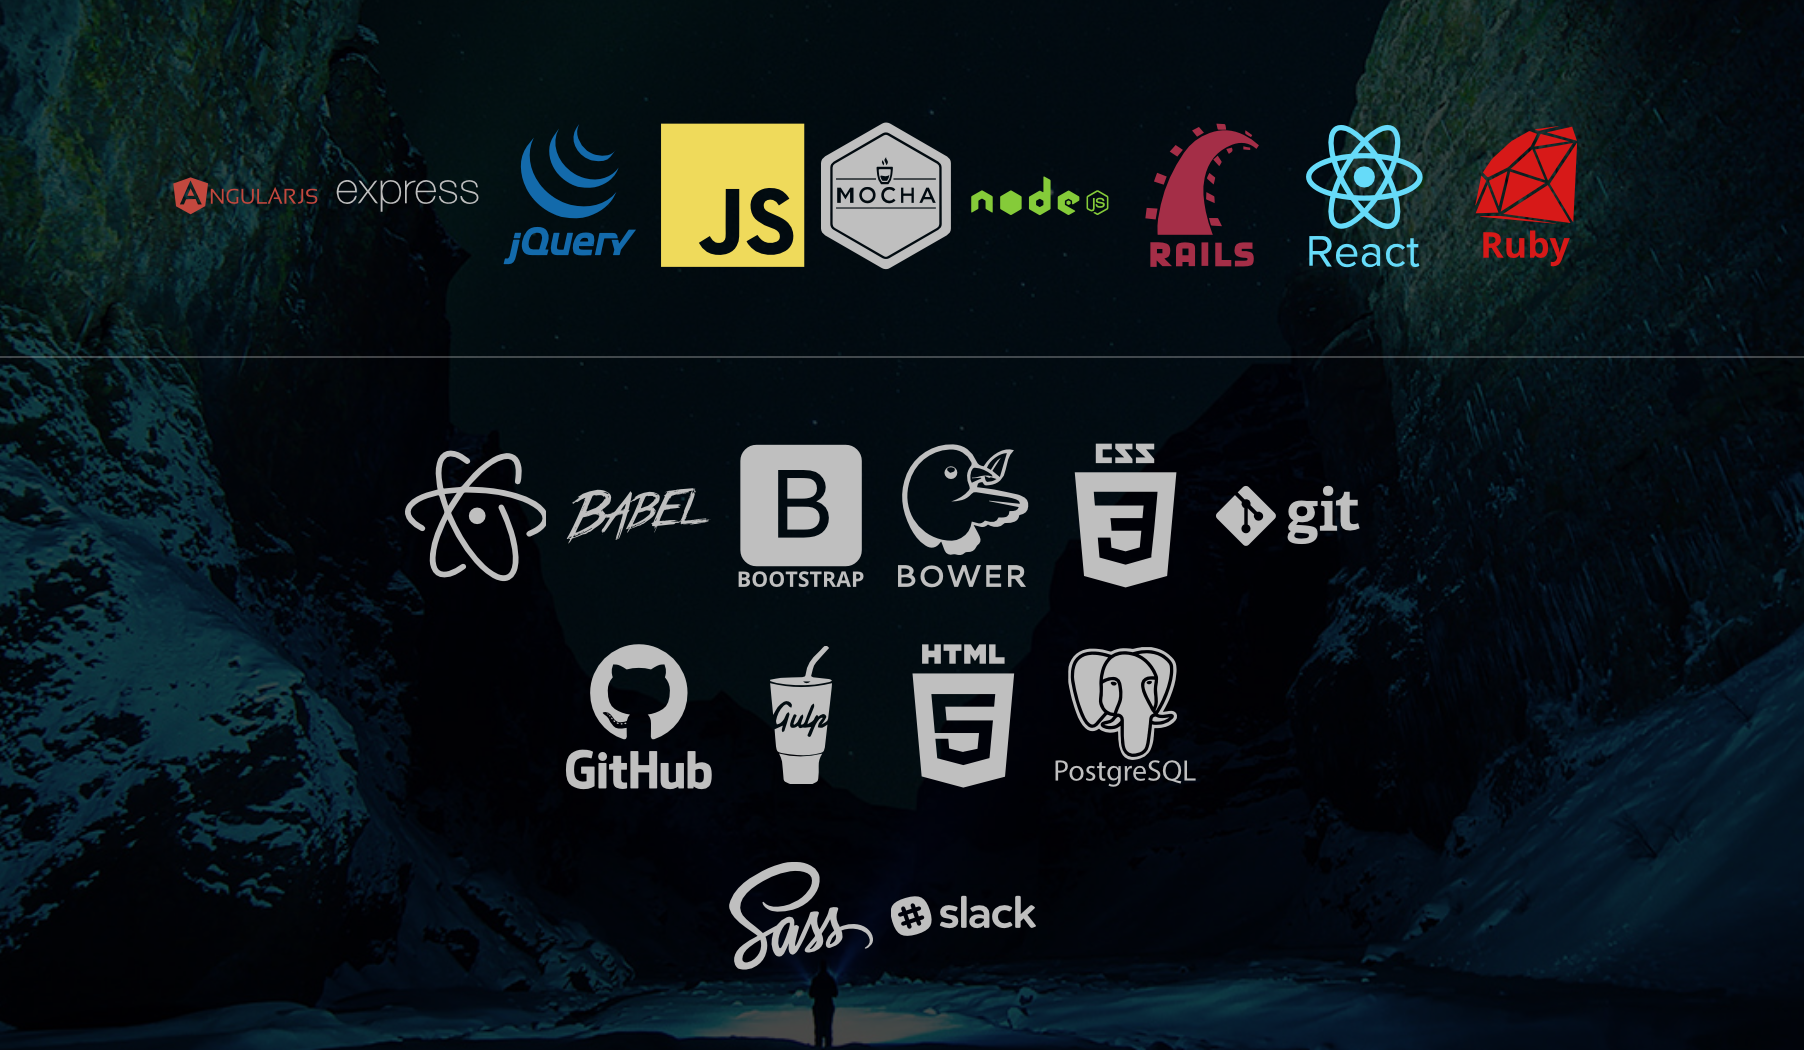 ANGULARJS
express
jQuery
JS
MOCHA
node JS
RAILS
React
Ruby
BABEL
B
BOOTSTRAP
BOWER
CSS
3
git
GitHub
Gulp
HTML
5
PostgreSQL
Sass
slack